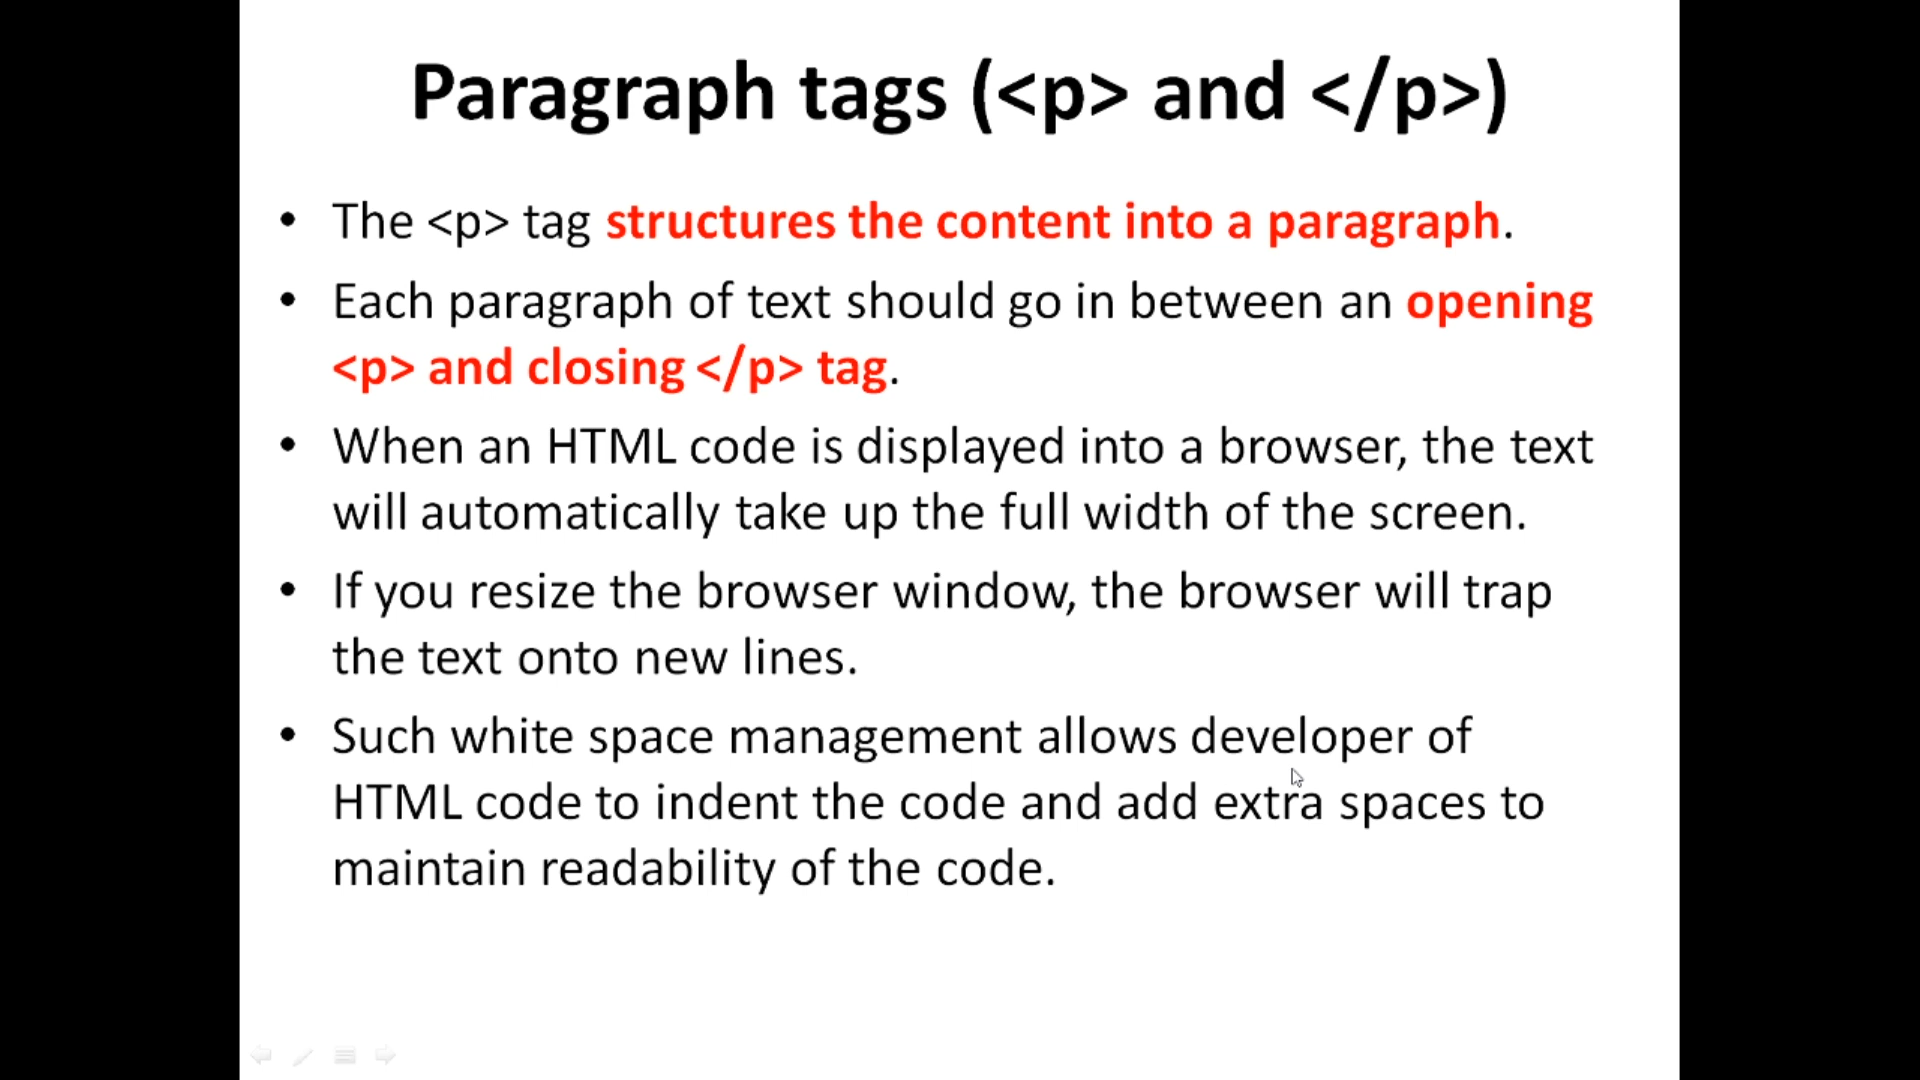 Paragraph tags (<p> and </p>)
• The <p> tag structures the content into a paragraph.
• Each paragraph of text should go in between an opening
<p> and closing </p> tag.
• When an HTML code is displayed into a browser, the text
will automatically take up the full width of the screen.
• If you resize the browser window, the browser will trap
the text onto new lines.
• Such white space management allows developer of
HTML code to indent the code and add extra spaces to
maintain readability of the code.